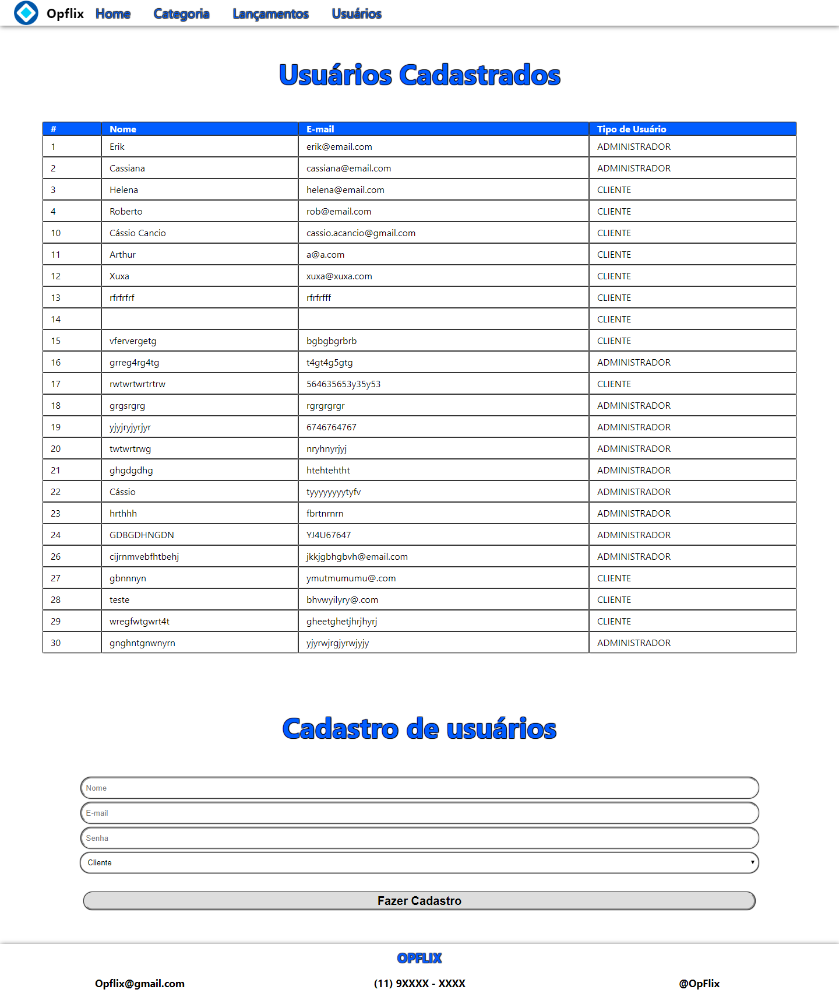 Opflix Home Categoria Lançamentos Usuários
Usuários Cadastrados
# Nome E-mail Tipo de Usuário
1 Erik erik@email.com ADMINISTRADOR
2 Cassiana cassiana@email.com ADMINISTRADOR
3 Helena helena@email.com CLIENTE
4 Roberto rob@email.com CLIENTE
10 Cássio Cancio cassio.acancio@gmail.com CLIENTE
11 Arthur a@a.com CLIENTE
12 Xuxa xuxa@xuxa.com CLIENTE
13 rfrfrfrf rfrfrfff CLIENTE
14 CLIENTE
15 vfervergetg bgbgbgrbrb CLIENTE
16 grreg4rg4tg t4gt4g5gtg ADMINISTRADOR
17 rwtwrtwrtrtrw 564635653y35y53 CLIENTE
18 grgsrgrg rgrgrgrgr ADMINISTRADOR
19 yjyjryjyrjyr 6746764767 ADMINISTRADOR
20 twtwrtrwg nryhnyrjyj ADMINISTRADOR
21 ghgdgdhg htehtehtht ADMINISTRADOR
22 Cássio tyyyyyyyytyfv ADMINISTRADOR
23 hrthhh fbrtnrnrn ADMINISTRADOR
24 GDBGDHNGDN YJ4U67647 ADMINISTRADOR
26 cijrnmvebfhtbehj jkkjgbhgbvh@email.com ADMINISTRADOR
27 gbnnnyn ymutmumumu@.com CLIENTE
28 teste bhvwyilyry@.com CLIENTE
29 wregfwtgwrt4t gheetghetjhrjhyrj CLIENTE
30 gnghntgnwnyrn yjyrwjrgjyrwjyjy ADMINISTRADOR
Cadastro de usuários
Nome
E-mail
Senha
Cliente
Fazer Cadastro
OPFLIX
Opflix@gmail.com (11) 9XXXX - XXXX @OpFlix